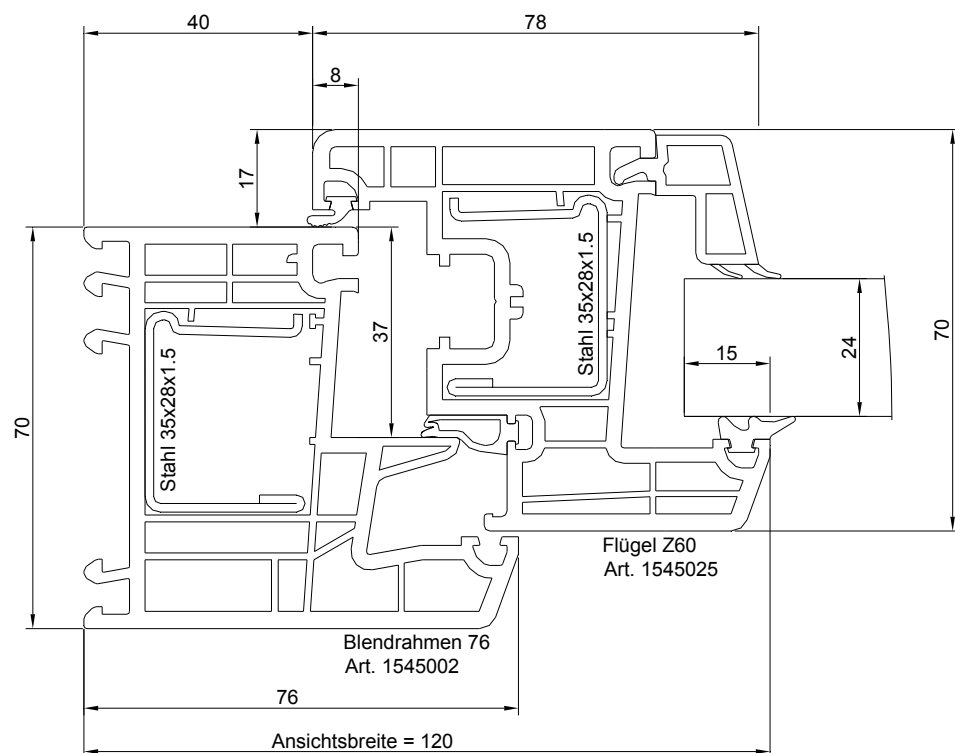 40
78
8
17
Stahl 35x28x1.5
37
15
24
70
70
Stahl 35x28x1.5
Flügel Z60
Art. 1545025
Blendrahmen 76
Art. 1545002
76
Ansichtsbreite = 120